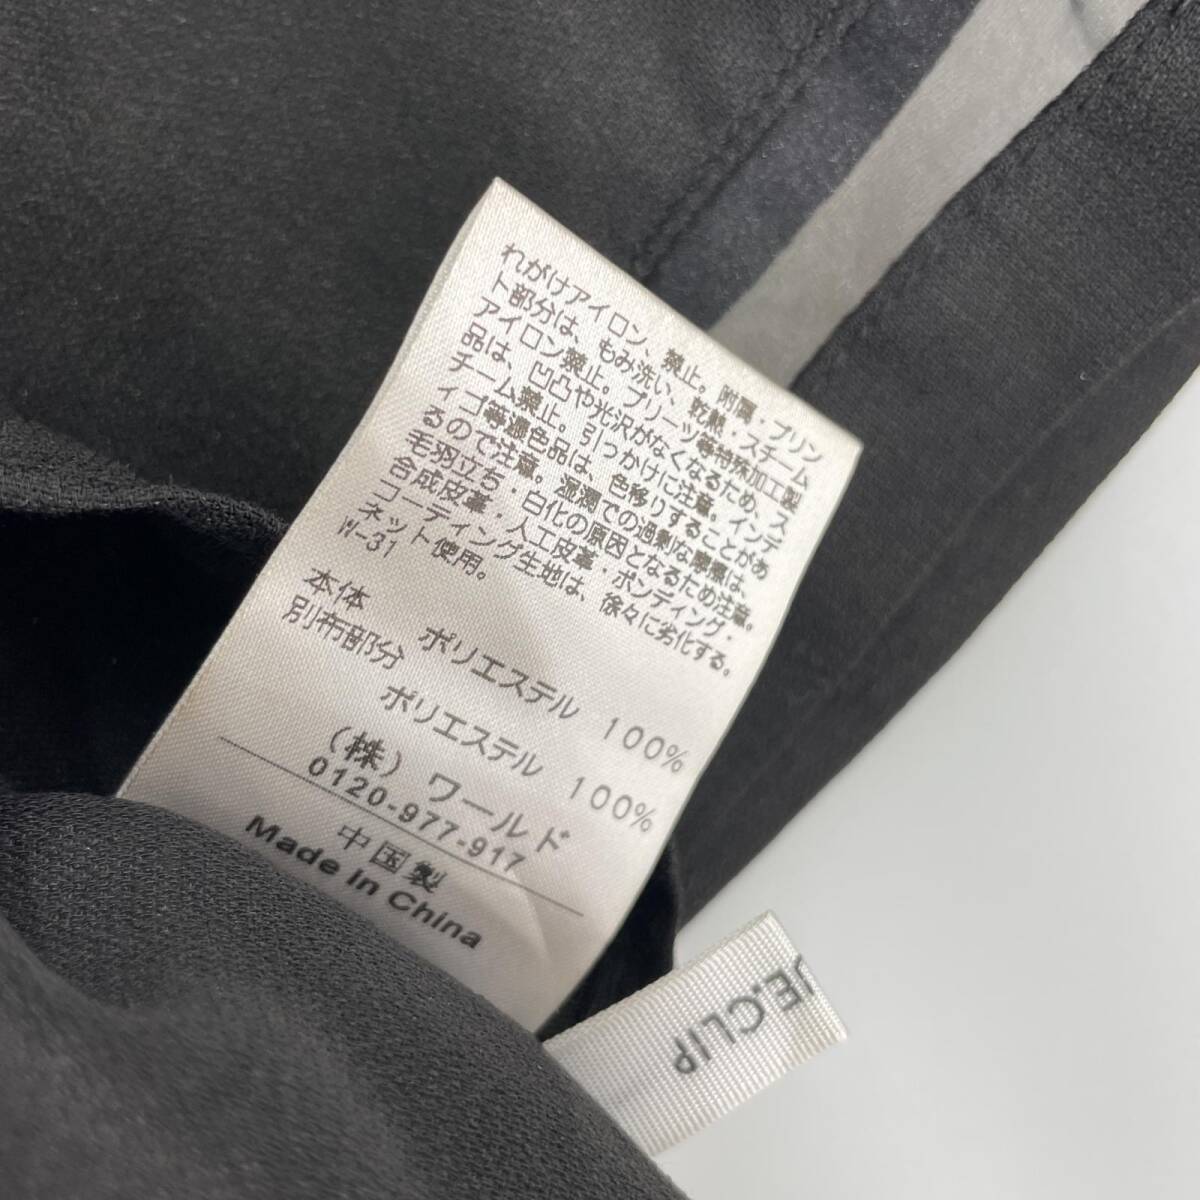 れがけアイロン、禁止。附属・プリン
ト部分は、もみ洗い、乾熱・スチーム
アイロン禁止。プリーツ等特殊加工製
品は、凹凸や光沢がなくなるため、ス
チーム禁止。引っかけに注意。インデ
ィゴ等濃色品は、色移りすることがあ
るので注意。湿潤での過剰な摩擦は、
毛羽立ち・白化の原因となるため注意。
合成皮革・人工皮革・ボンディング・
コーティング生地は、徐々に劣化する。
ネット使用。
W-31
本体
ポリエステル 100%
別布部分
ポリエステル 100%
(株)ワールド
0120-977-917
中国製
Made in China
UE.CLIP